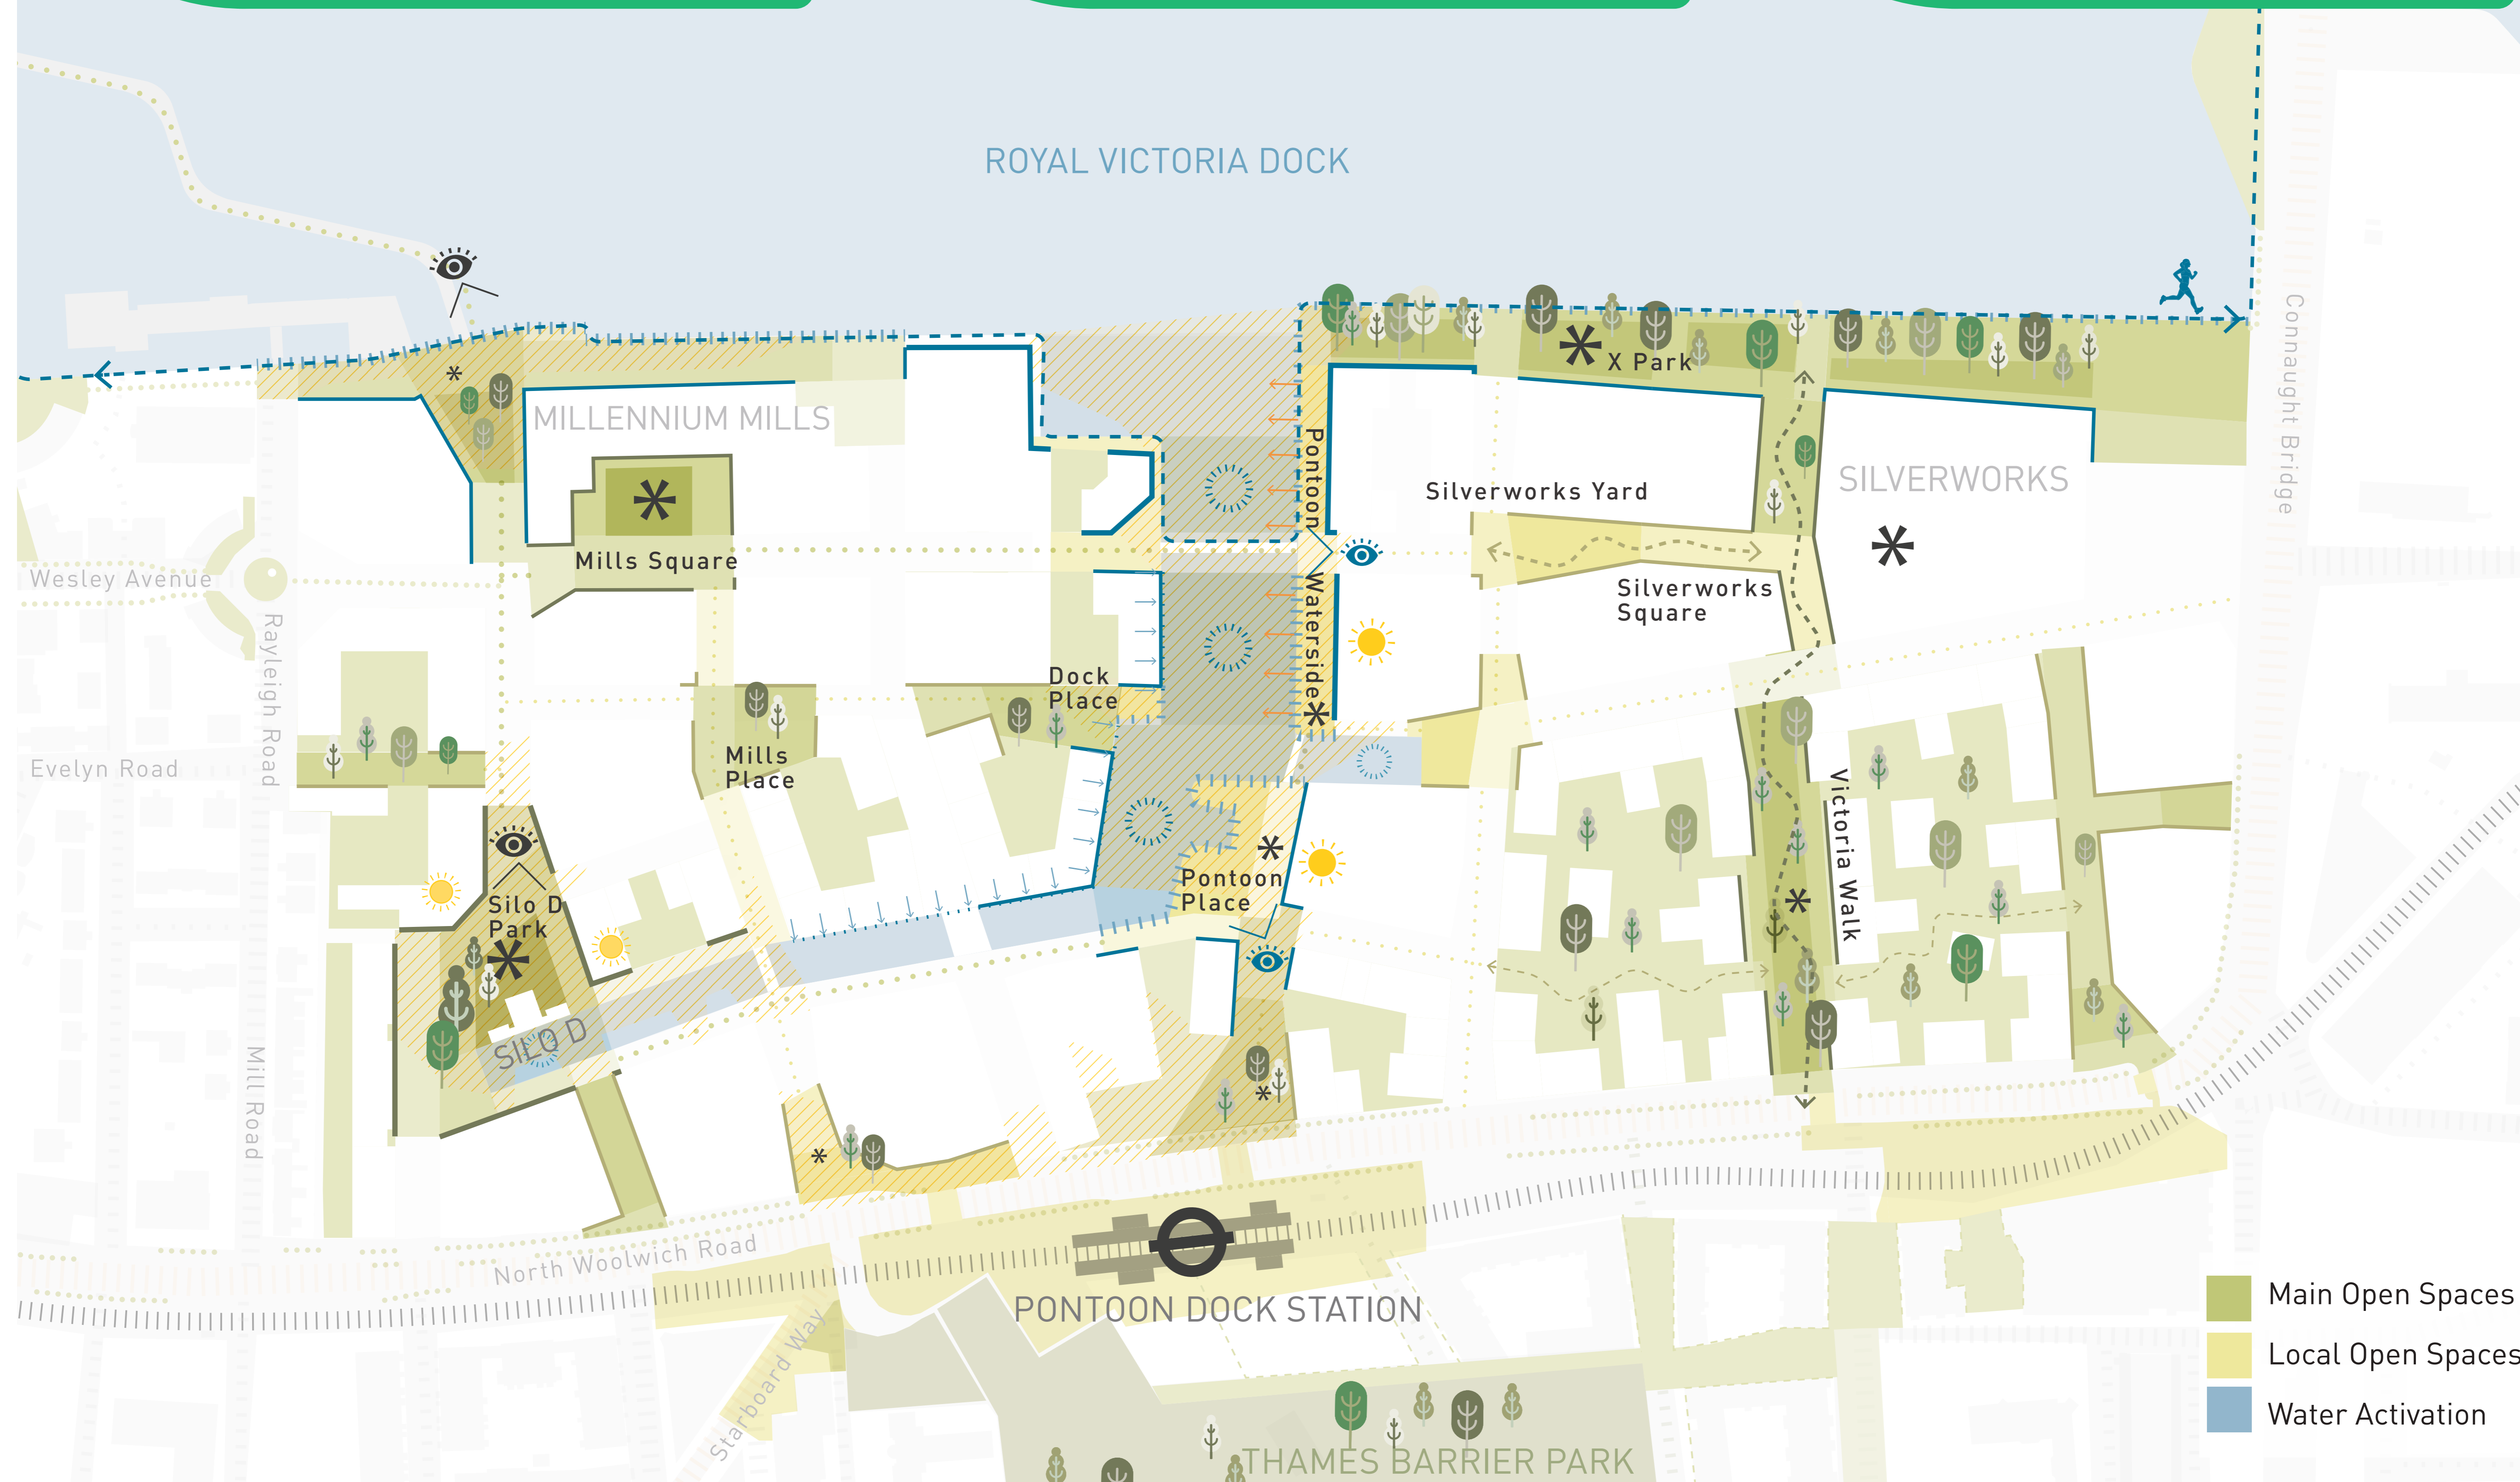 ROYAL VICTORIA DOCK
Connaught Bridge
X Park
MILLENNIUM MILLS
Pontoon
Waterside
SILVERWORKS
Silverworks Yard
Mills Square
Wesley Avenue
Silverworks
Square
Rayleigh Road
Dock
Place
Mills
Place
Evelyn Road
Victoria Walk
Pontoon
Place
Silo D
Park
SILO D
Mill Road
North Woolwich Road
PONTOON DOCK STATION
Starboard Way
THAMES BARRIER PARK
Main Open Spaces
Local Open Spaces
Water Activation